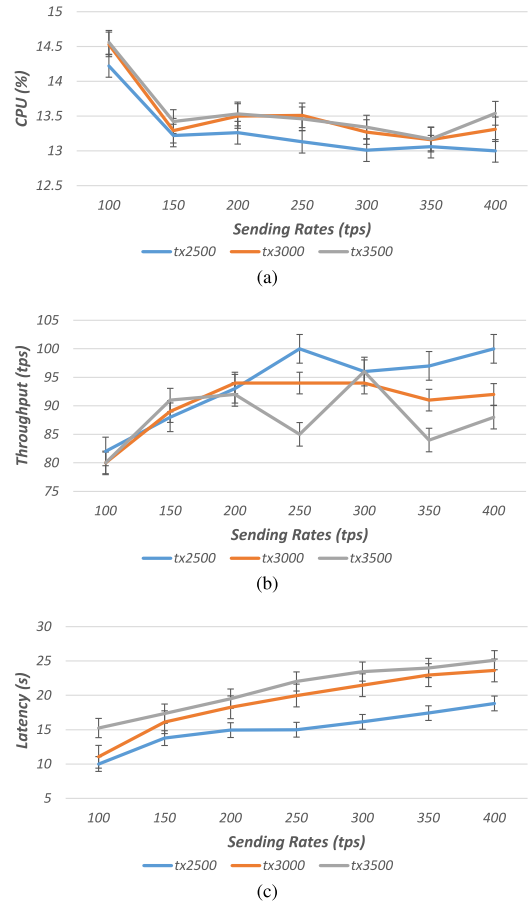 15
14.5
14
13.5
13
12.5
CPU (%)
100 150 200 250 300 350 400
Sending Rates (tps)
tx2500 tx3000 tx3500
(a)
105
100
95
90
85
80
75
Throughput (tps)
100 150 200 250 300 350 400
Sending Rates (tps)
tx2500 tx3000 tx3500
(b)
30
25
20
15
10
5
Latency (s)
100 150 200 250 300 350 400
Sending Rates (tps)
tx2500 tx3000 tx3500
(c)